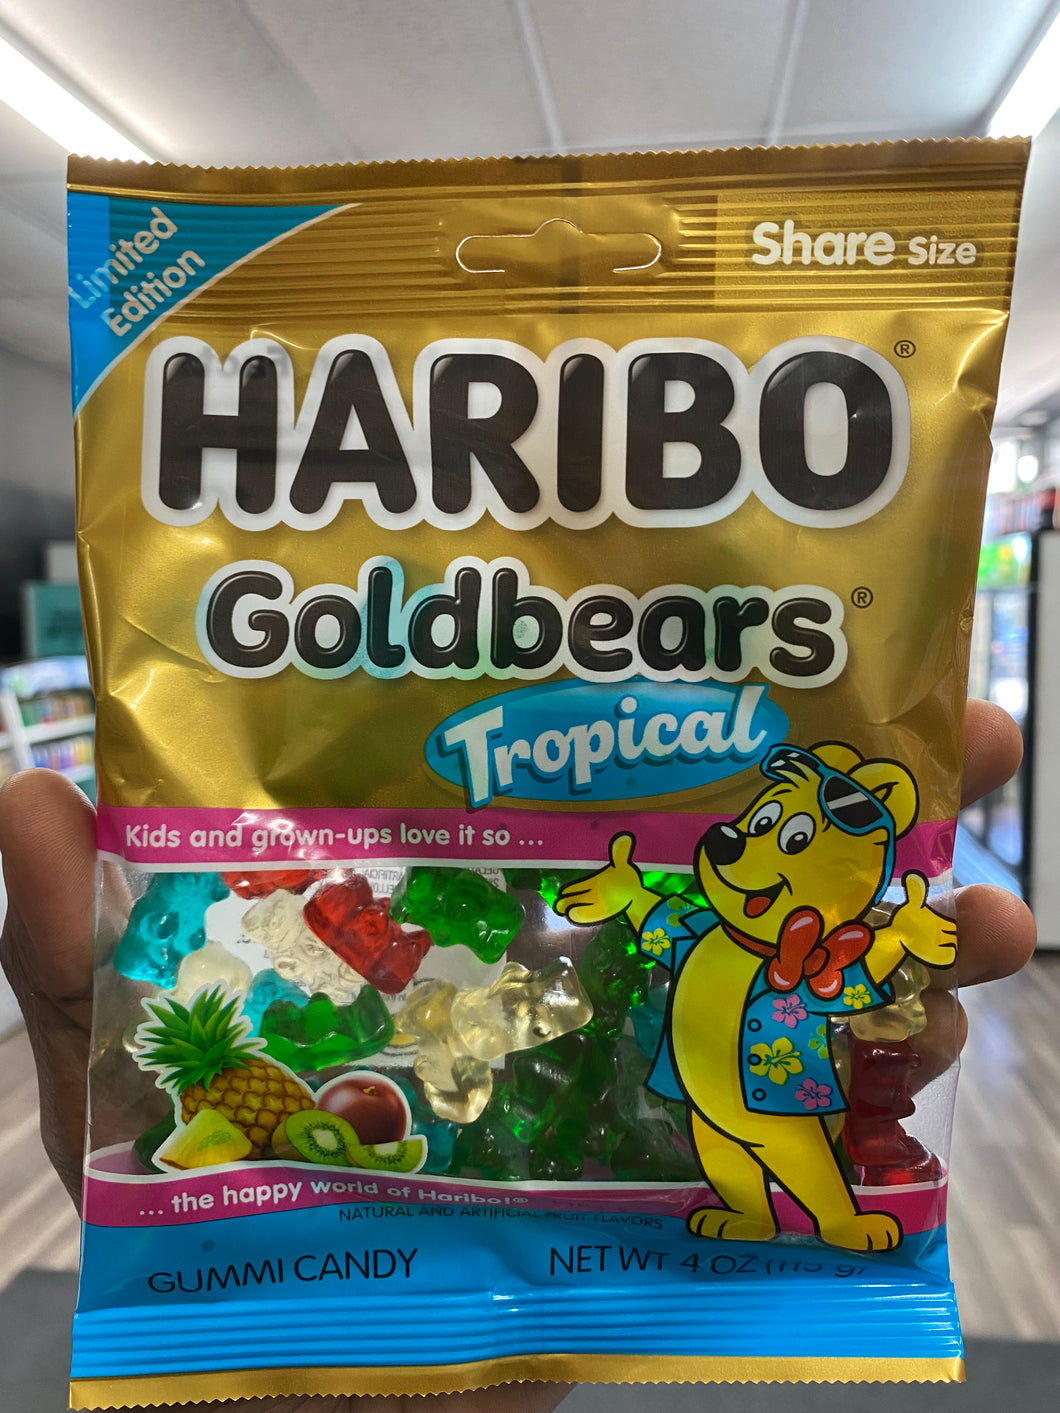 Limited
Edition
Share Size
HARIBO®
Goldbears®
Tropical
Kids and grown-ups love it so ...
... the happy world of Haribo!®
NATURAL AND ARTIFICIAL FRUIT FLAVORS
GUMMI CANDY
NET WT 4 OZ (113 g)